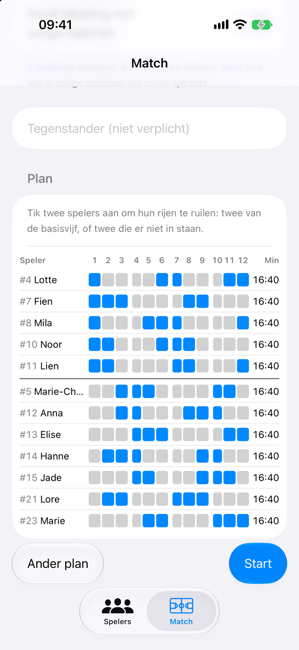 09:41
Match
Tegenstander (niet verplicht)
Plan
Tik twee spelers aan om hun rijen te ruilen: twee van
de basisvijf, of twee die er niet in staan.
Speler 1 2 3 4 5 6 7 8 9 10 11 12 Min
#4 Lotte 16:40
#7 Fien 16:40
#8 Mila 16:40
#10 Noor 16:40
#11 Lien 16:40
#5 Marie-Ch... 16:40
#12 Anna 16:40
#13 Elise 16:40
#14 Hanne 16:40
#15 Jade 16:40
#21 Lore 16:40
#23 Marie 16:40
Ander plan
Start
Spelers
Match